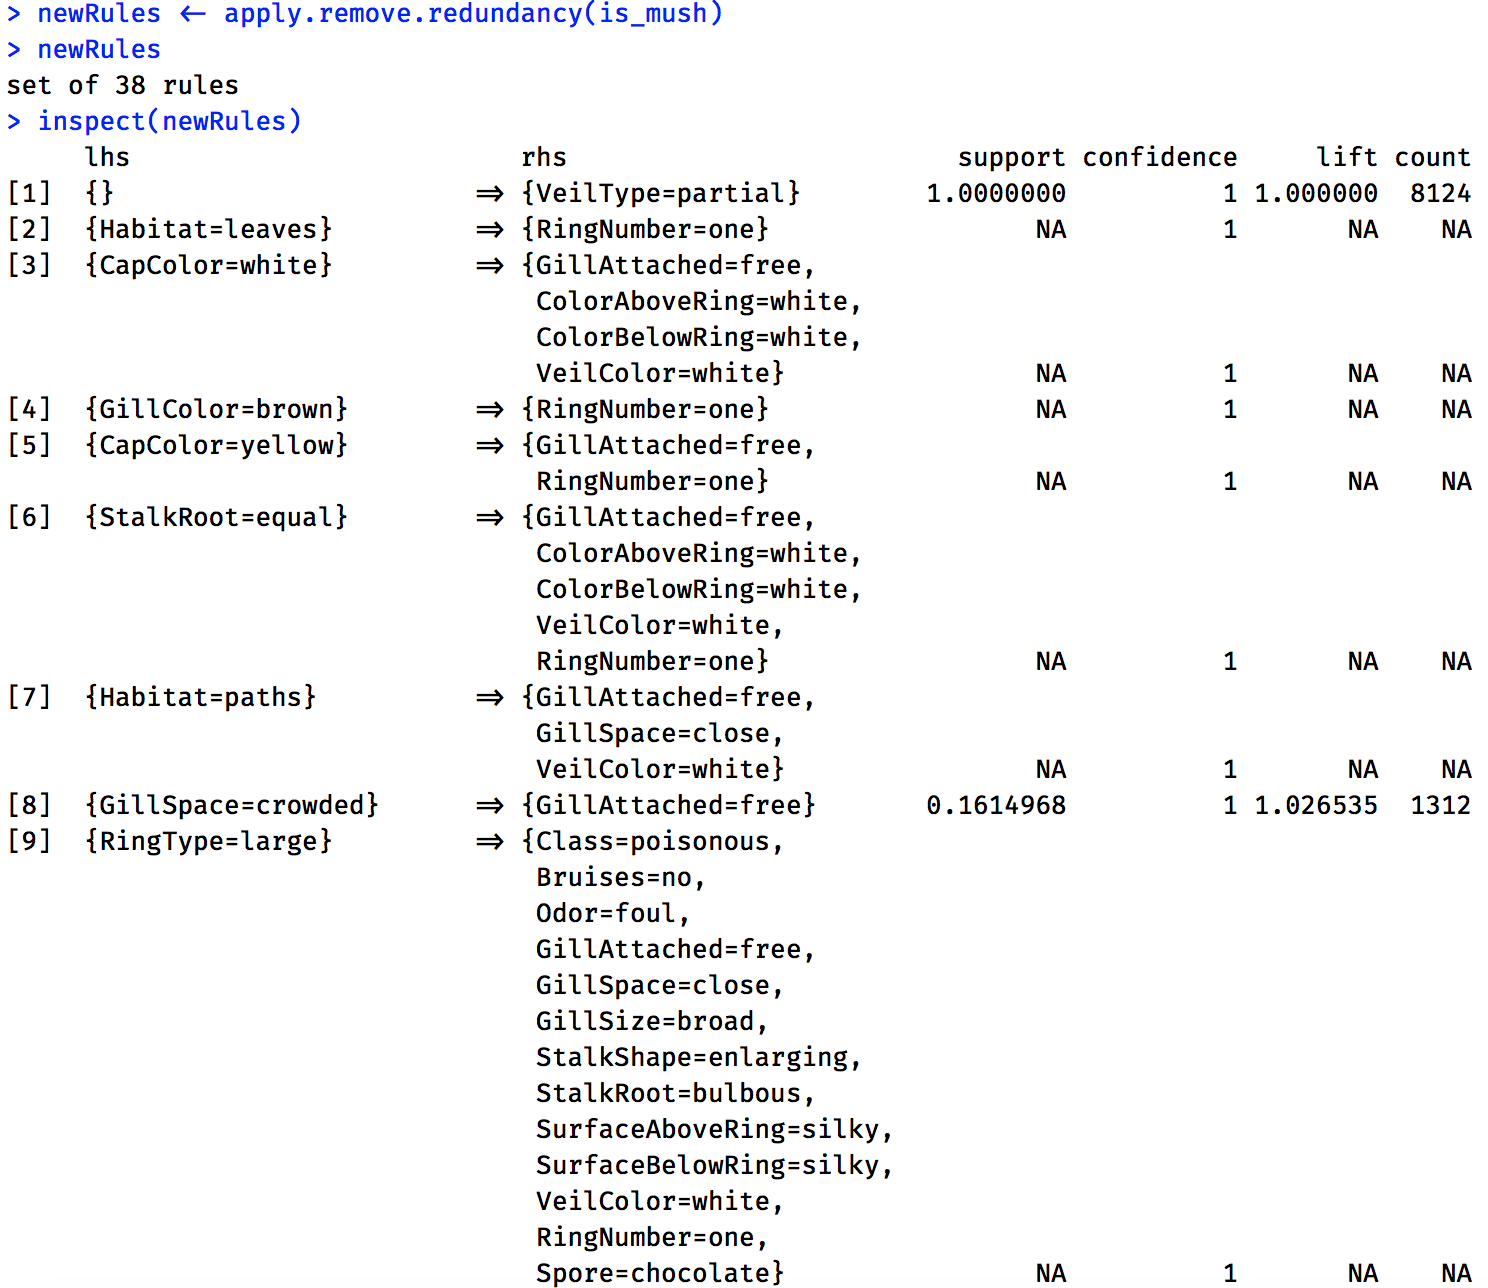 > newRules <- apply.remove.redundancy(is_mush)
> newRules
set of 38 rules
> inspect(newRules)
lhs rhs support confidence lift count
[1] {} => {VeilType=partial} 1.0000000 1 1.000000 8124
[2] {Habitat=leaves} => {RingNumber=one} NA 1 NA NA
[3] {CapColor=white} => {GillAttached=free,
ColorAboveRing=white,
ColorBelowRing=white,
VeilColor=white} NA 1 NA NA
[4] {GillColor=brown} => {RingNumber=one} NA 1 NA NA
[5] {CapColor=yellow} => {GillAttached=free,
RingNumber=one} NA 1 NA NA
[6] {StalkRoot=equal} => {GillAttached=free,
ColorAboveRing=white,
ColorBelowRing=white,
VeilColor=white,
RingNumber=one} NA 1 NA NA
[7] {Habitat=paths} => {GillAttached=free,
GillSpace=close,
VeilColor=white} NA 1 NA NA
[8] {GillSpace=crowded} => {GillAttached=free} 0.1614968 1 1.026535 1312
[9] {RingType=large} => {Class=poisonous,
Bruises=no,
Odor=foul,
GillAttached=free,
GillSpace=close,
GillSize=broad,
StalkShape=enlarging,
StalkRoot=bulbous,
SurfaceAboveRing=silky,
SurfaceBelowRing=silky,
VeilColor=white,
RingNumber=one,
Spore=chocolate} NA 1 NA NA